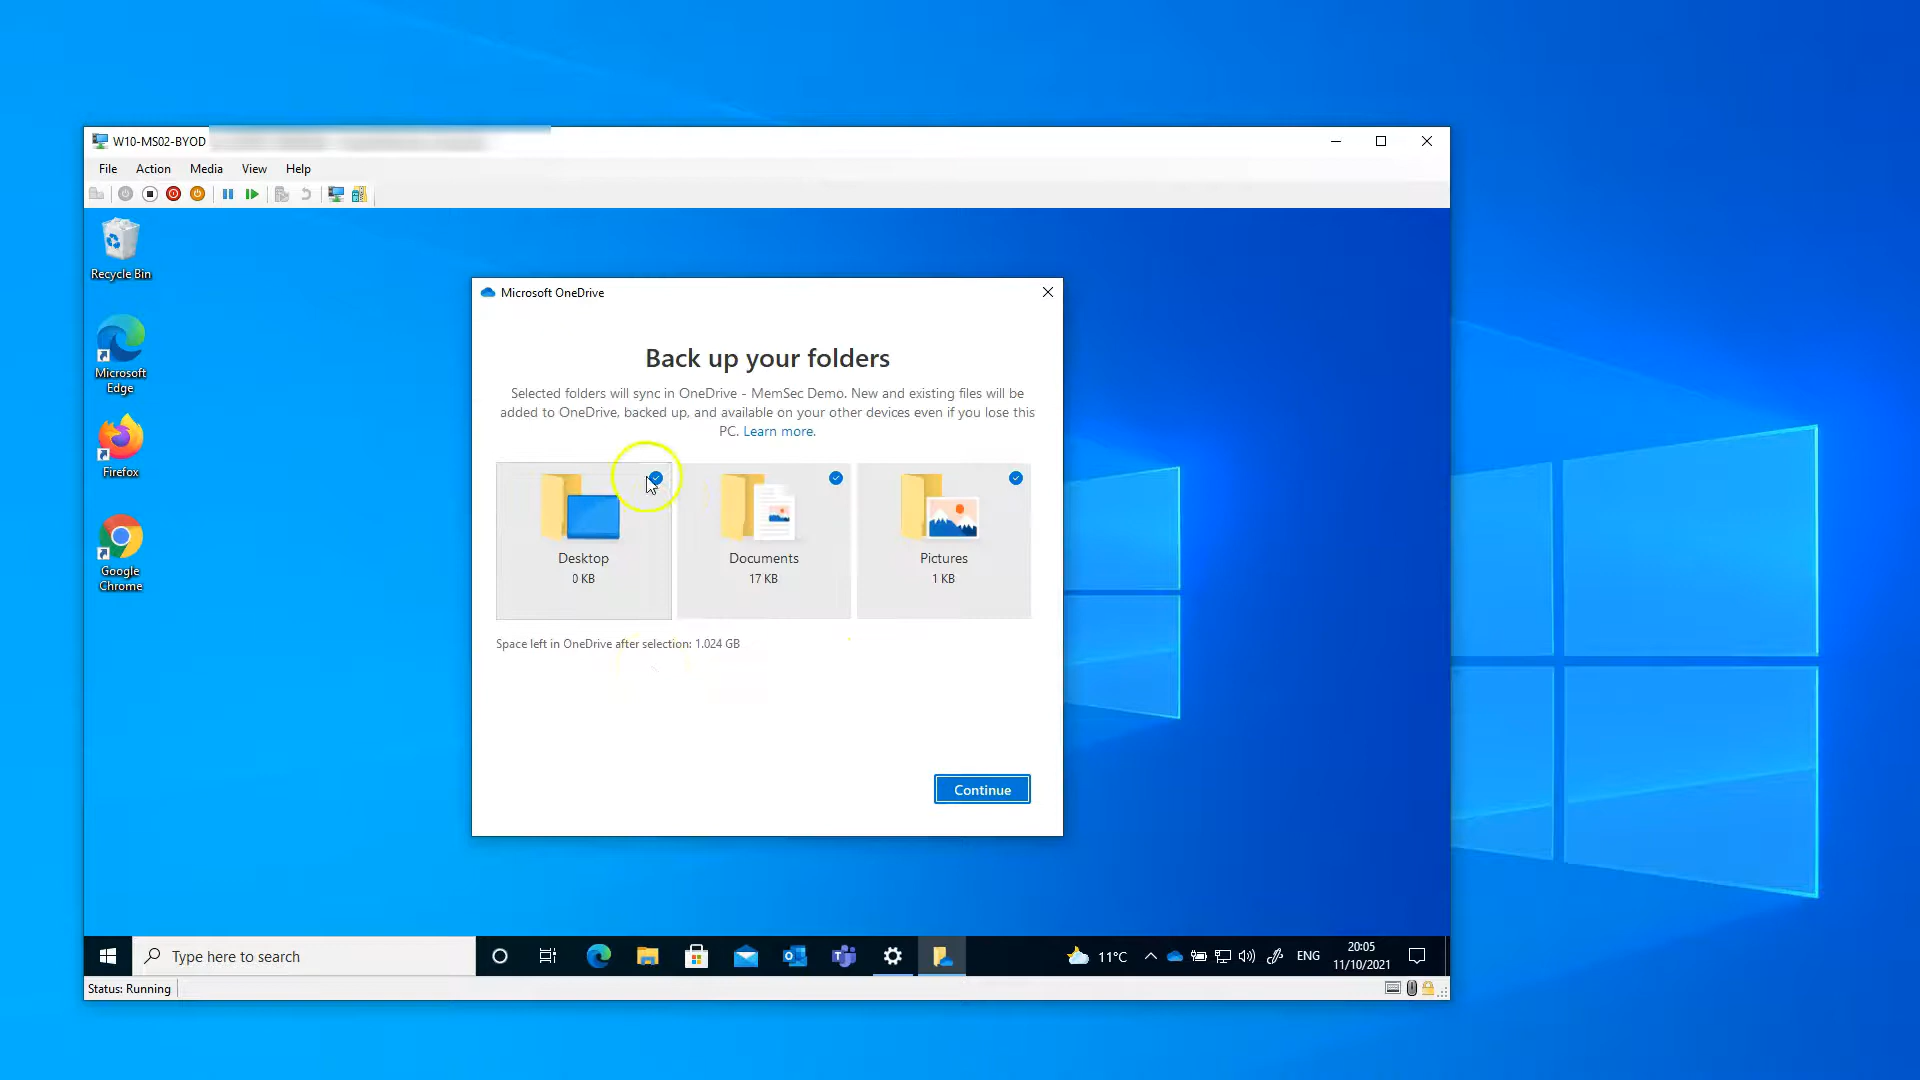 W10-MS02-BYOD
File Action Media View Help
Recycle Bin
Microsoft
Edge
Firefox
Google
Chrome
Microsoft OneDrive
Back up your folders
Selected folders will sync in OneDrive - MemSec Demo. New and existing files will be
added to OneDrive, backed up, and available on your other devices even if you lose this
PC. Learn more.
Desktop
0 KB
Documents
17 KB
Pictures
1 KB
Space left in OneDrive after selection: 1.024 GB
Continue
Type here to search
11°C
ENG
20:05
11/10/2021
Status: Running